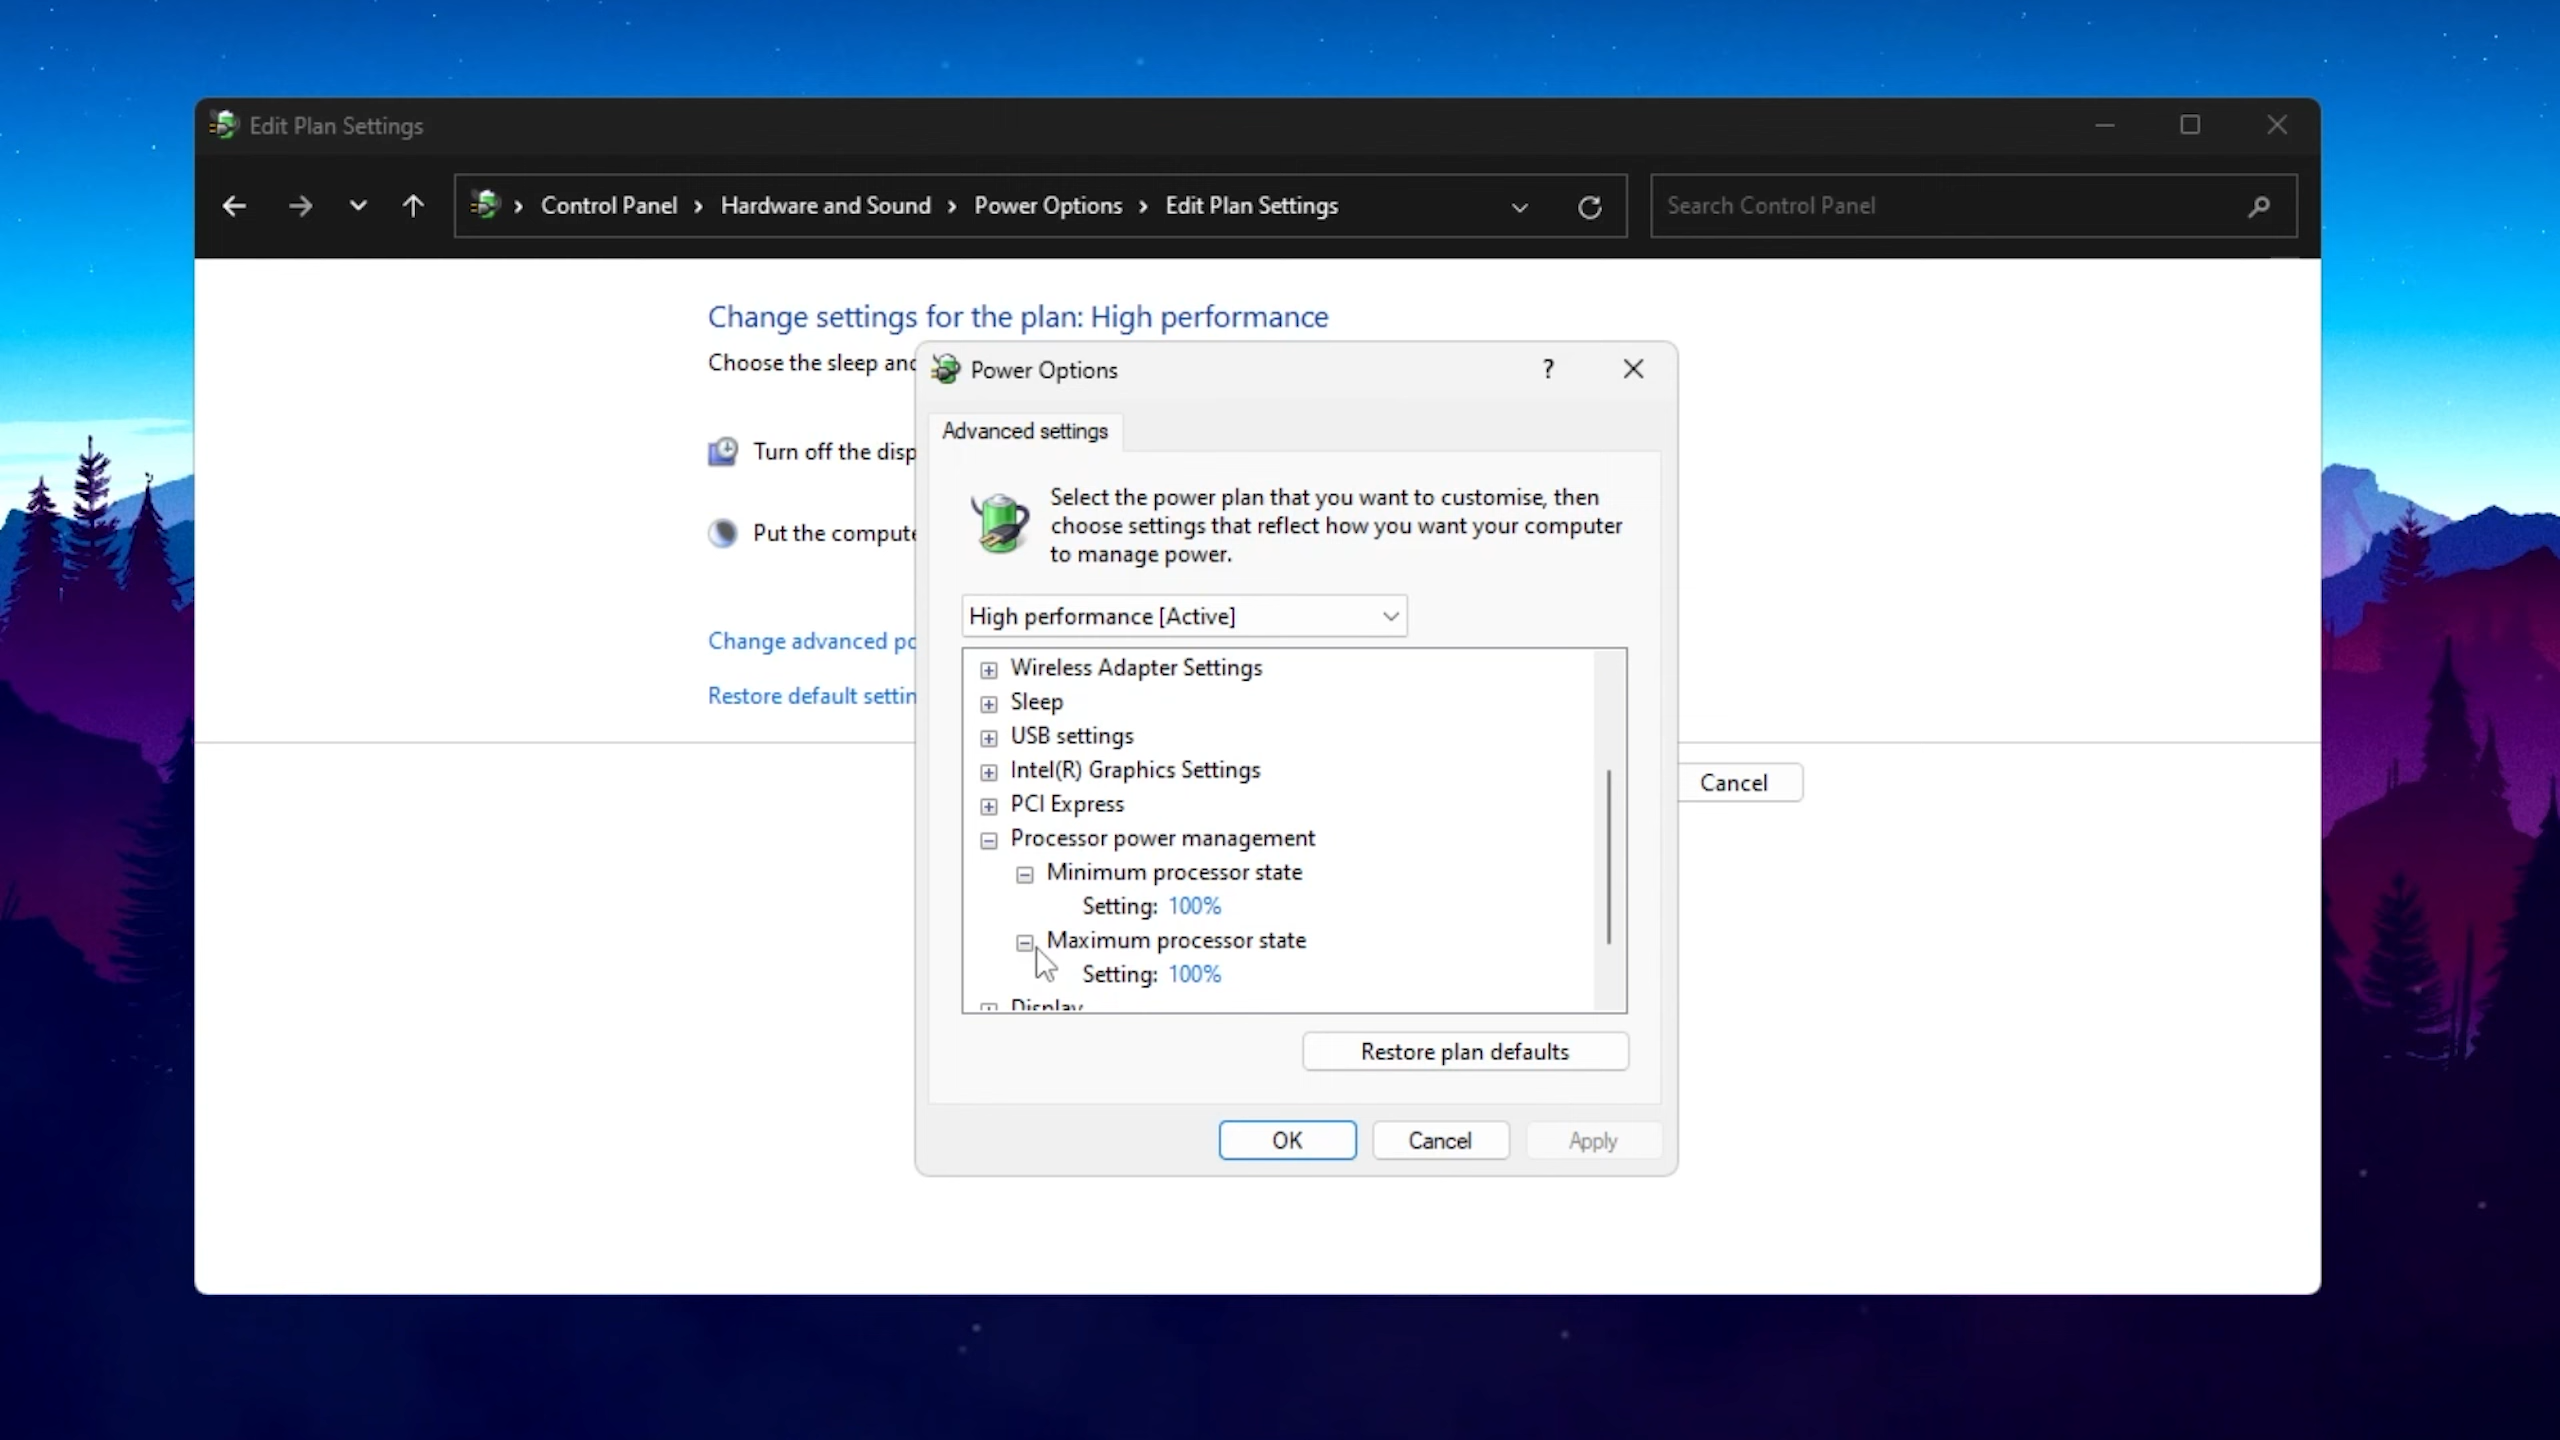 Edit Plan Settings
Control Panel > Hardware and Sound > Power Options > Edit Plan Settings
Search Control Panel
Change settings for the plan: High performance
Choose the sleep and
Power Options
?
Advanced settings
Turn off the disp
Select the power plan that you want to customise, then
choose settings that reflect how you want your computer
to manage power.
Put the compute
High performance [Active]
Change advanced po
Restore default settin
Wireless Adapter Settings
Sleep
USB settings
Intel(R) Graphics Settings
PCI Express
Cancel
Processor power management
Minimum processor state
Setting: 100%
Maximum processor state
Setting: 100%
Display
Restore plan defaults
OK
Cancel
Apply